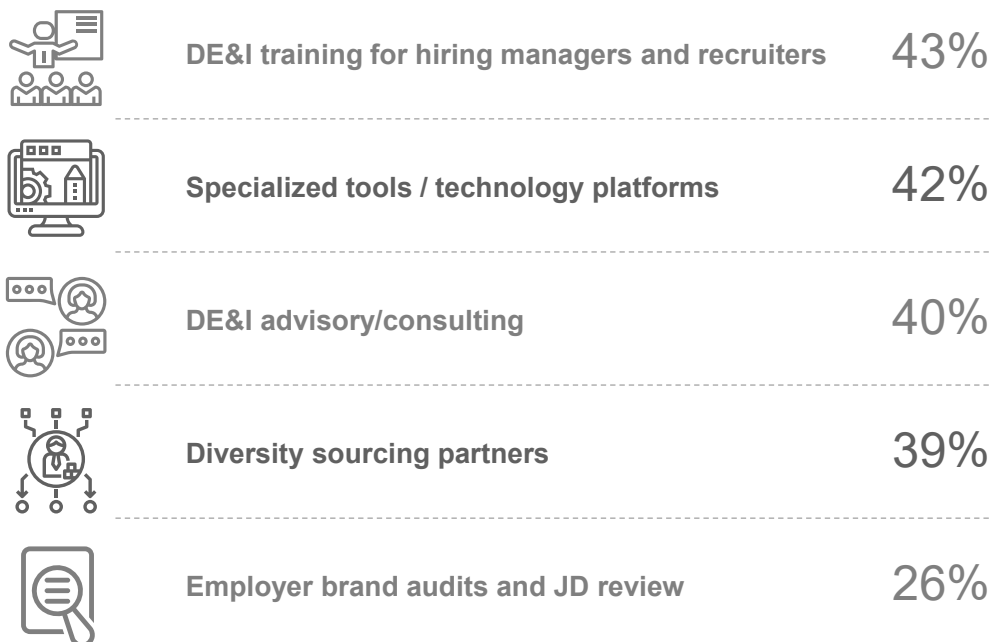 DE&I training for hiring managers and recruiters 43%
Specialized tools / technology platforms 42%
DE&I advisory/consulting 40%
Diversity sourcing partners 39%
Employer brand audits and JD review 26%